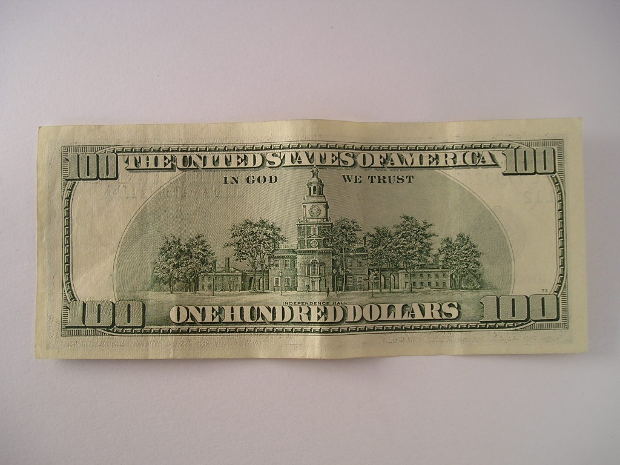 100 THE UNITED STATES OF AMERICA 100
IN GOD WE TRUST
INDEPENDENCE HALL
100 ONE HUNDRED DOLLARS 100